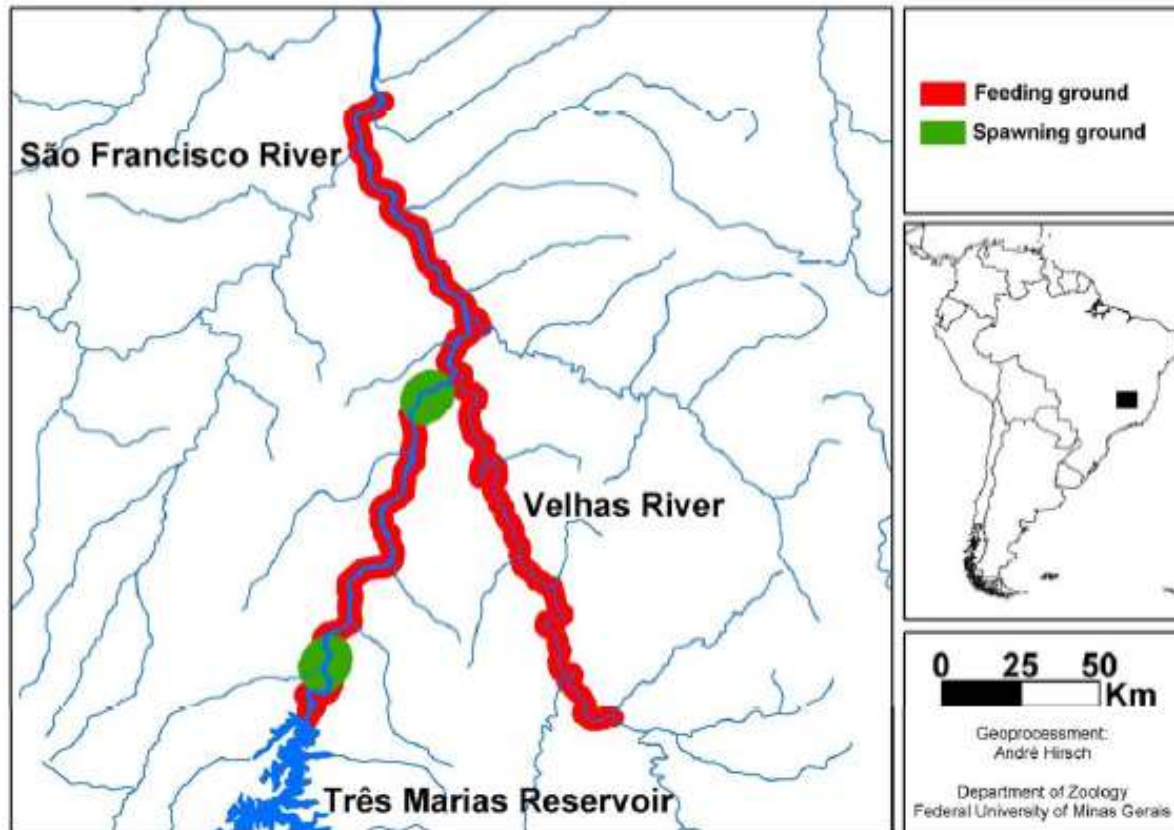 São Francisco River
Velhas River
Três Marias Reservoir
Feeding ground
Spawning ground
0 25 50
Km
Geoprocessment:
André Hirsch
Department of Zoology
Federal University of Minas Gerais